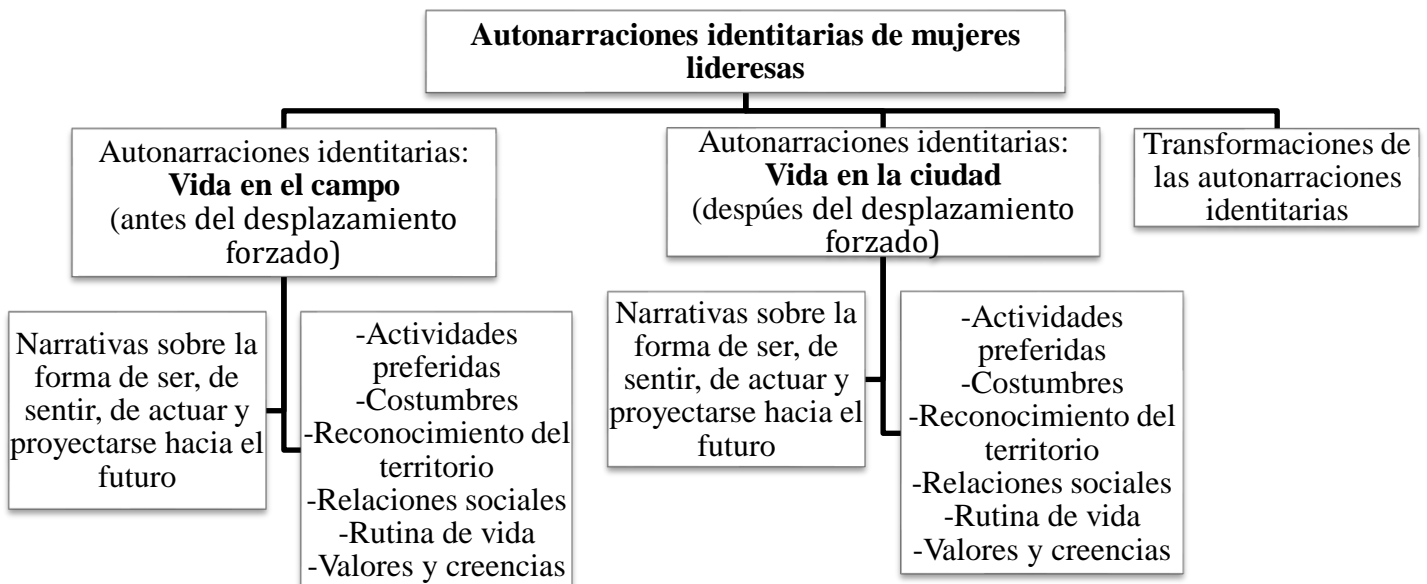 Autonarraciones identitarias de mujeres
lideresas
Autonarraciones identitarias:
Vida en el campo
(antes del desplazamiento
forzado)
Narrativas sobre la
forma de ser, de
sentir, de actuar y
proyectarse hacia el
futuro
-Actividades
preferidas
-Costumbres
-Reconocimiento del
territorio
-Relaciones sociales
-Rutina de vida
-Valores y creencias
Autonarraciones identitarias:
Vida en la ciudad
(despúes del desplazamiento
forzado)
Narrativas sobre la
forma de ser, de
sentir, de actuar y
proyectarse hacia el
futuro
-Actividades
preferidas
-Costumbres
-Reconocimiento del
territorio
-Relaciones sociales
-Rutina de vida
-Valores y creencias
Transformaciones de
las autonarraciones
identitarias